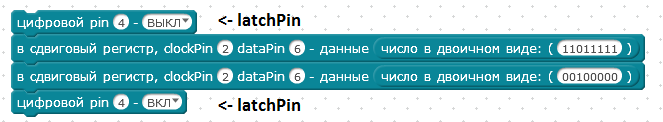 цифровой pin 4 - ВЫКЛ <- latchPin
в сдвиговый регистр, clockPin 2 dataPin 6 - данные число в двоичном виде: ( 11011111 )
в сдвиговый регистр, clockPin 2 dataPin 6 - данные число в двоичном виде: ( 00100000 )
цифровой pin 4 - ВКЛ <- latchPin